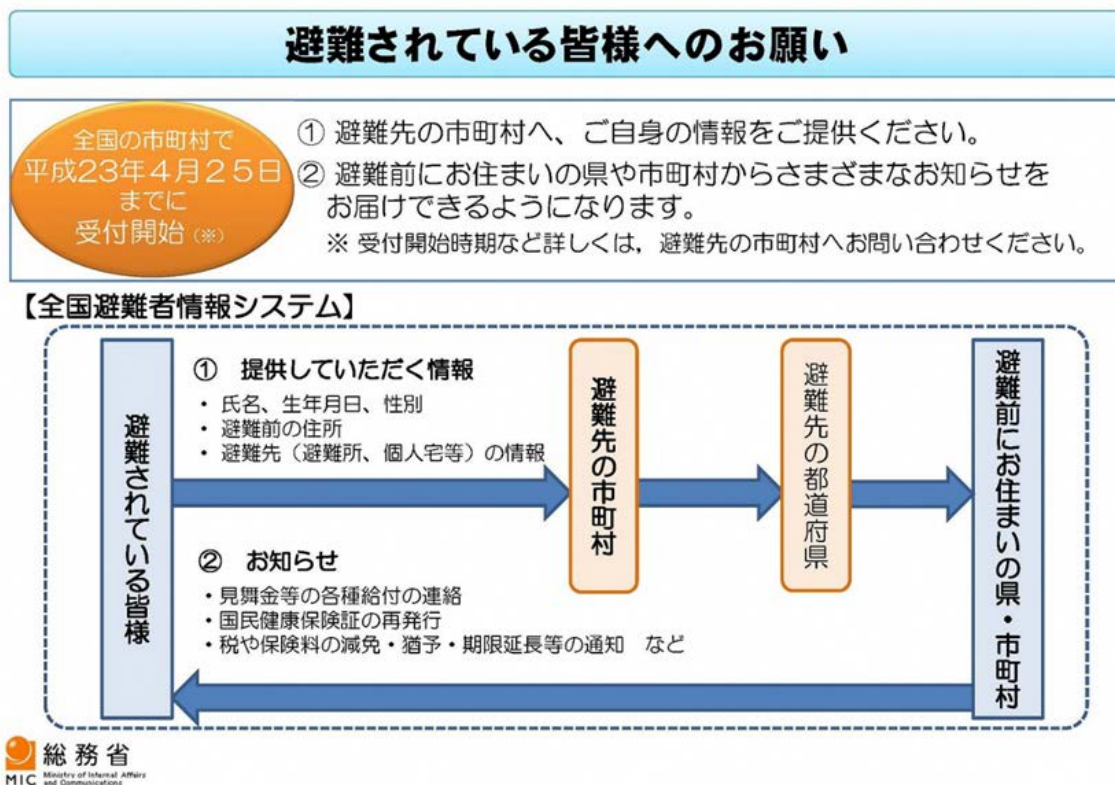 避難されている皆様へのお願い
全国の市町村で
平成23年4月25日
までに
受付開始(※)
① 避難先の市町村へ、ご自身の情報をご提供ください。
② 避難前にお住まいの県や市町村からさまざまなお知らせを
お届けできるようになります。
※ 受付開始時期など詳しくは，避難先の市町村へお問い合わせください。
【全国避難者情報システム】
避難されている皆様
① 提供していただく情報
・ 氏名、生年月日、性別
・ 避難前の住所
・ 避難先（避難所、個人宅等）の情報
避難先の市町村
避難先の都道府県
避難前にお住まいの県・市町村
② お知らせ
・見舞金等の各種給付の連絡
・国民健康保険証の再発行
・税や保険料の減免・猶予・期限延長等の通知 など
総務省
MIC Ministry of Internal Affairs
and Communications